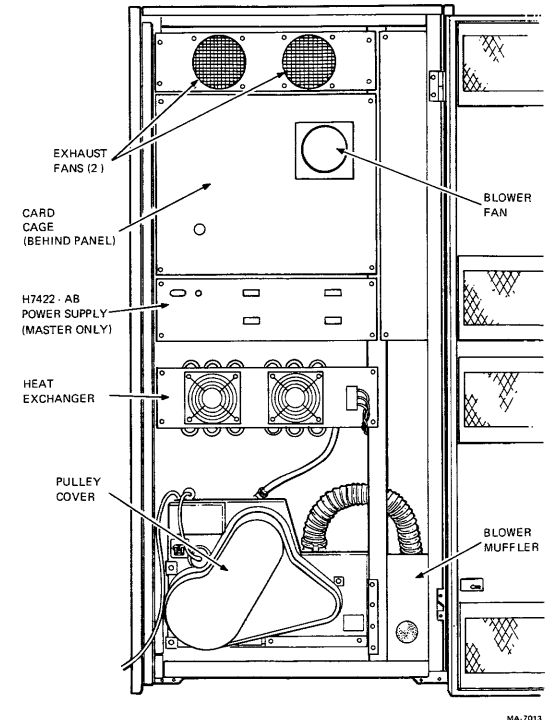 EXHAUST
FANS (2)
CARD
CAGE
(BEHIND PANEL)
H7422 - AB
POWER SUPPLY
(MASTER ONLY)
HEAT
EXCHANGER
PULLEY
COVER
BLOWER
FAN
BLOWER
MUFFLER
MA-7013